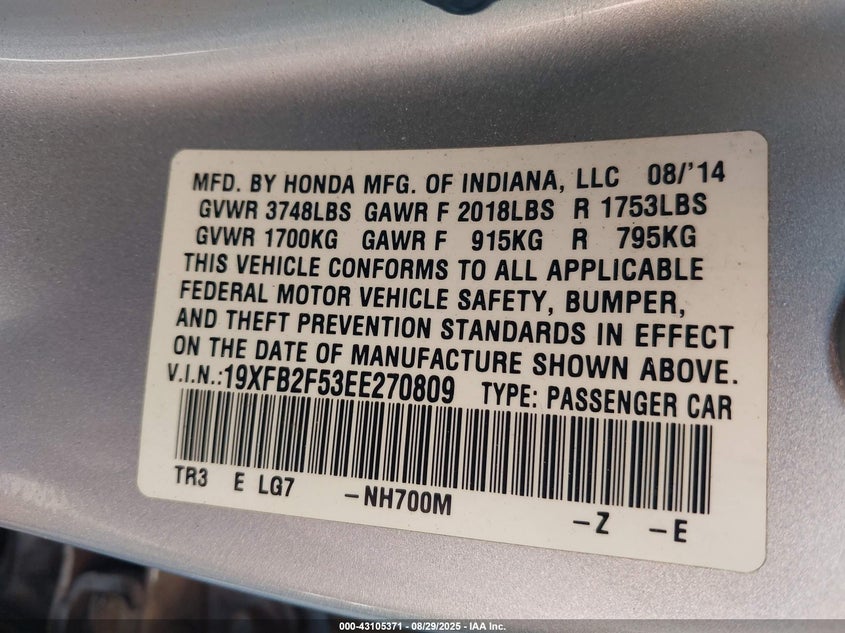 MFD. BY HONDA MFG. OF INDIANA, LLC 08/'14
GVWR 3748LBS GAWR F 2018LBS R 1753LBS
GVWR 1700KG GAWR F 915KG R 795KG
THIS VEHICLE CONFORMS TO ALL APPLICABLE
FEDERAL MOTOR VEHICLE SAFETY, BUMPER,
AND THEFT PREVENTION STANDARDS IN EFFECT
ON THE DATE OF MANUFACTURE SHOWN ABOVE.
V.I.N.:19XFB2F53EE270809 TYPE: PASSENGER CAR
TR3 E LG7 -NH700M -Z -E
000-43105371 - 08/29/2025 - IAA Inc.